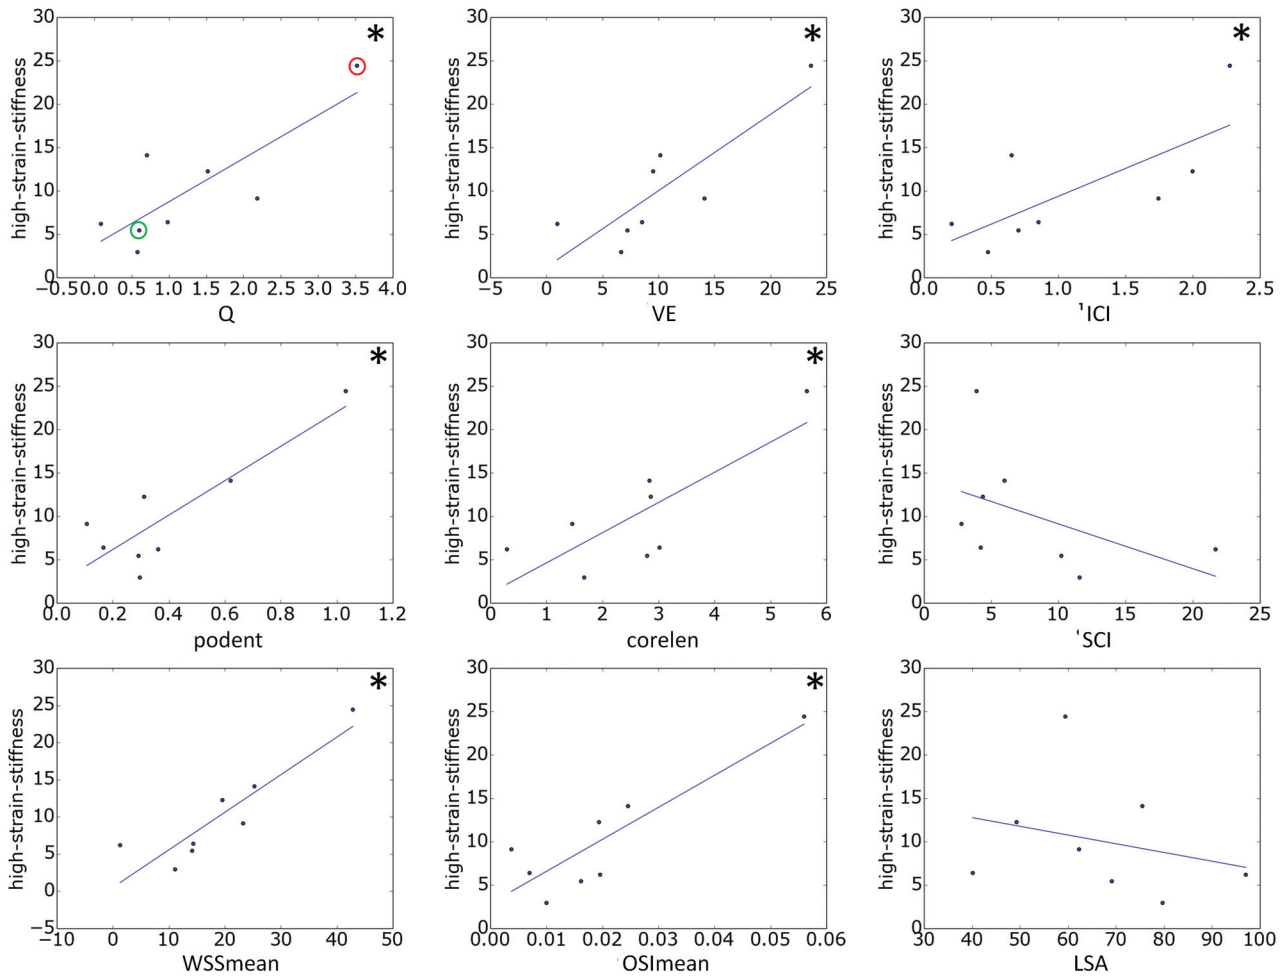 30
25
20
15
10
5
0
high-strain-stiffness
*
−0.5 0.0 0.5 1.0 1.5 2.0 2.5 3.0 3.5 4.0
Q
30
25
20
15
10
5
0
high-strain-stiffness
*
−5 0 5 10 15 20 25
VE
30
25
20
15
10
5
0
high-strain-stiffness
*
0.0 0.5 1.0 1.5 2.0 2.5
ICI
30
25
20
15
10
5
0
high-strain-stiffness
*
0.0 0.2 0.4 0.6 0.8 1.0 1.2
podent
30
25
20
15
10
5
0
high-strain-stiffness
*
0 1 2 3 4 5 6
corelen
30
25
20
15
10
5
0
high-strain-stiffness
0 5 10 15 20 25
SCI
30
25
20
15
10
5
0
−5
high-strain-stiffness
*
−10 0 10 20 30 40 50
WSSmean
30
25
20
15
10
5
0
high-strain-stiffness
*
0.00 0.01 0.02 0.03 0.04 0.05 0.06
OSImean
30
25
20
15
10
5
0
high-strain-stiffness
30 40 50 60 70 80 90 100
LSA